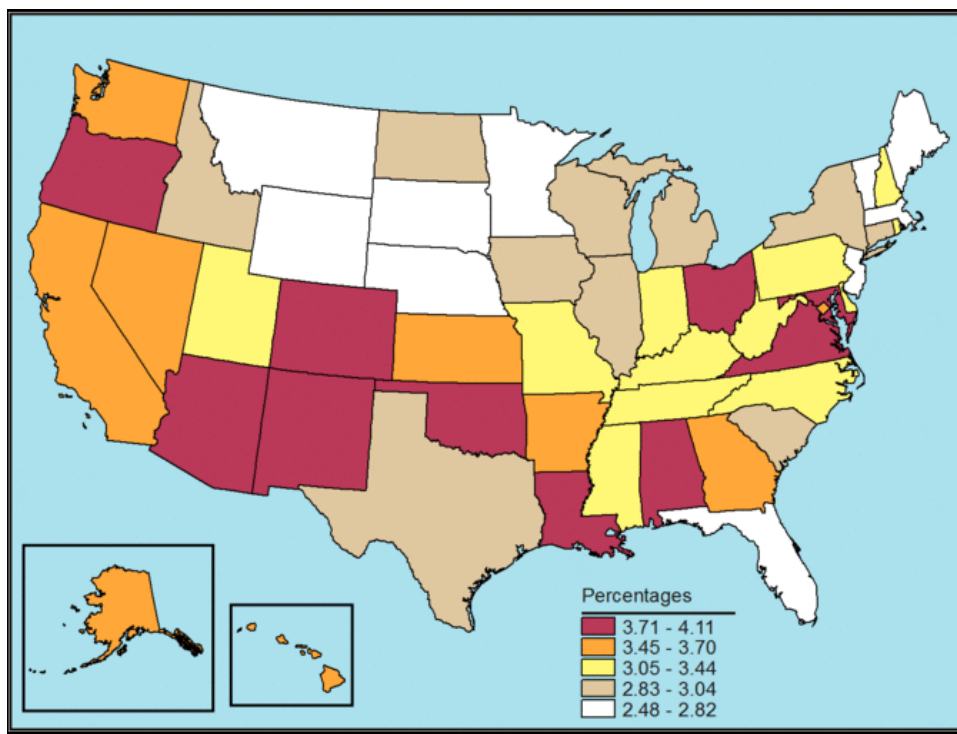 Percentages
3.71 - 4.11
3.45 - 3.70
3.05 - 3.44
2.83 - 3.04
2.48 - 2.82